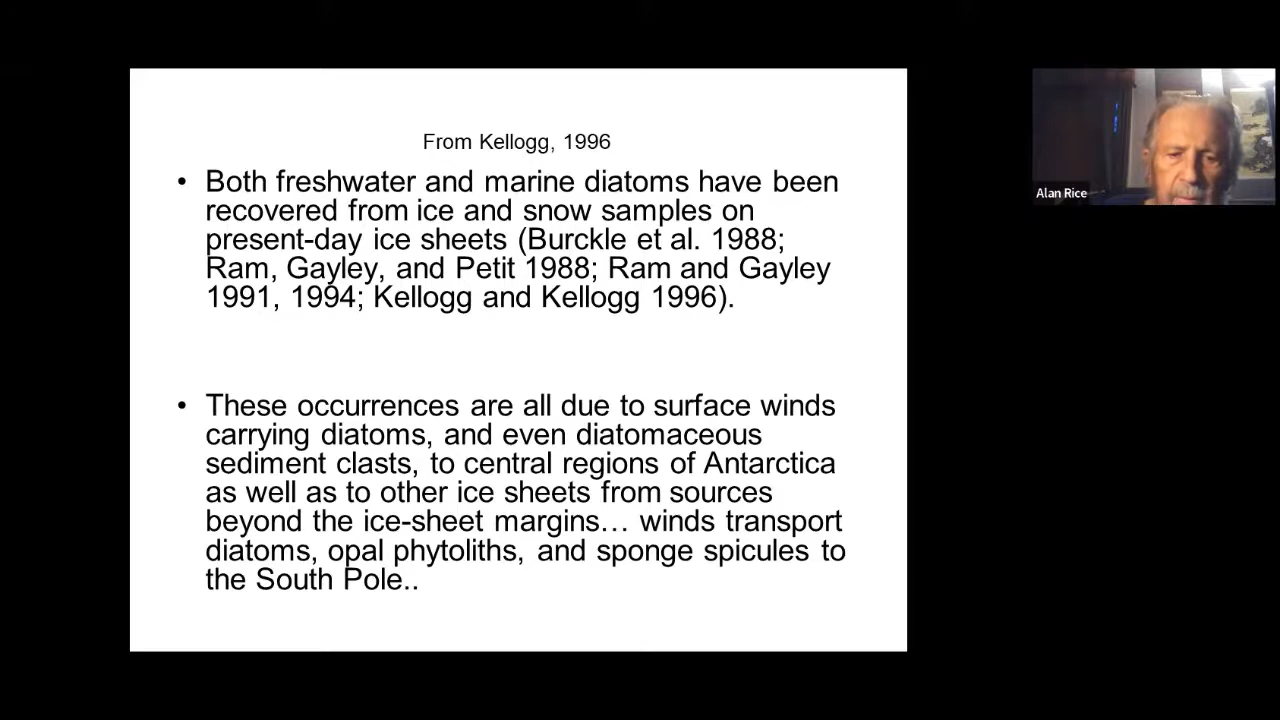 From Kellogg, 1996
• Both freshwater and marine diatoms have been
recovered from ice and snow samples on
present-day ice sheets (Burckle et al. 1988;
Ram, Gayley, and Petit 1988; Ram and Gayley
1991, 1994; Kellogg and Kellogg 1996).
• These occurrences are all due to surface winds
carrying diatoms, and even diatomaceous
sediment clasts, to central regions of Antarctica
as well as to other ice sheets from sources
beyond the ice-sheet margins… winds transport
diatoms, opal phytoliths, and sponge spicules to
the South Pole..
Alan Rice